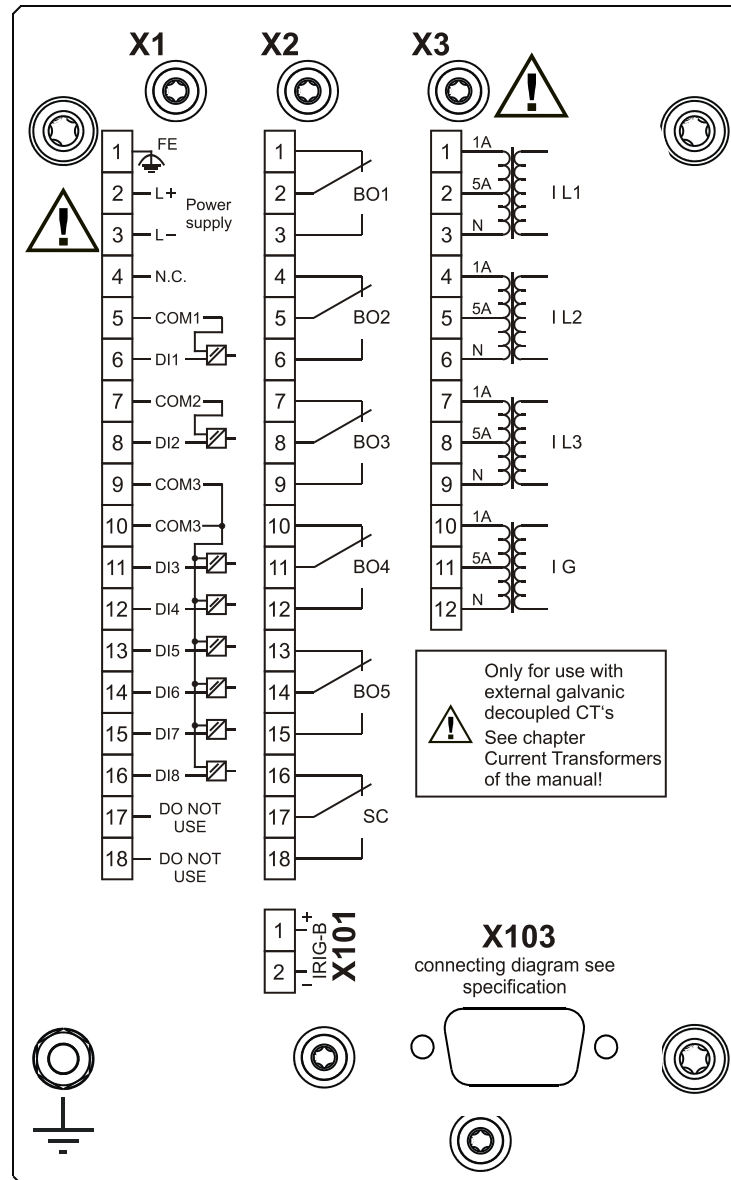 X1
X2
X3
1 FE
2 L+
Power
supply
3 L−
4 N.C.
5 COM1
6 DI1
7 COM2
8 DI2
9 COM3
10 COM3
11 DI3
12 DI4
13 DI5
14 DI6
15 DI7
16 DI8
17 DO NOT
USE
18 DO NOT
USE
1
2 BO1
3
4
5 BO2
6
7
8 BO3
9
10
11 BO4
12
13
14 BO5
15
16
17 SC
18
1 1A
2 5A I L1
3 N
4 1A
5 5A I L2
6 N
7 1A
8 5A I L3
9 N
10 1A
11 5A I G
12 N
Only for use with
external galvanic
decoupled CT‘s
See chapter
Current Transformers
of the manual!
1 +
2 −
IRIG-B
X101
X103
connecting diagram see
specification